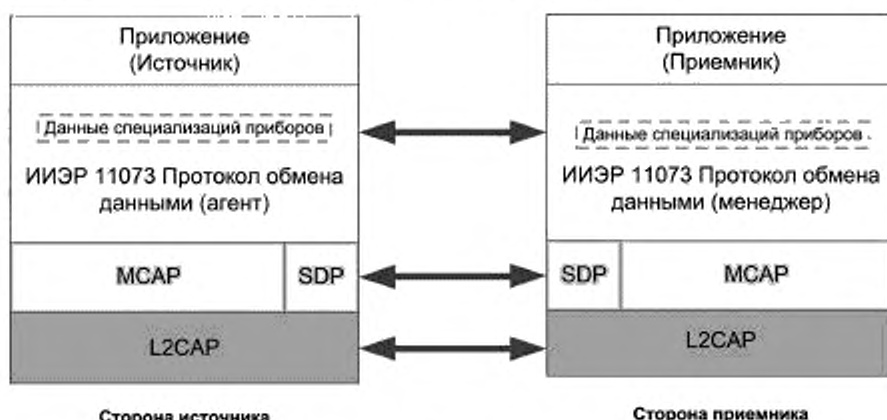 Приложение
(Источник)
Данные специализаций приборов
ИИЭР 11073 Протокол обмена
данными (агент)
MCAP
SDP
L2CAP
Сторона источника
Приложение
(Приемник)
Данные специализаций приборов
ИИЭР 11073 Протокол обмена
данными (менеджер)
SDP
MCAP
L2CAP
Сторона приемника